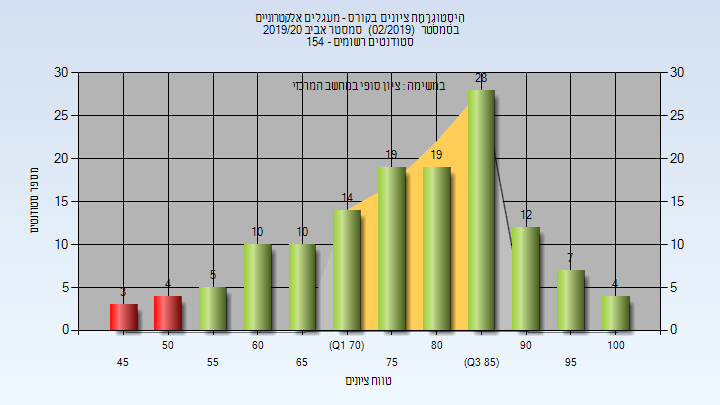 הִיסְטוֹגְרַמַת ציונים בקורס - מעגלים אלקטרוניים
בסמסטר (02/2019) סמסטר אביב 2019/20
סטודנטים רשומים - 154
במשימה : ציון סופי במחשב המרכזי
30 30
25 25
20 20
15 15
10 10
5 5
0 0
3 4 5 10 10 14 19 19 28 12 7 4
מספר סטודנטים
50 60 (Q1 70) 80 90 100
45 55 65 75 (Q3 85) 95
טווח ציונים